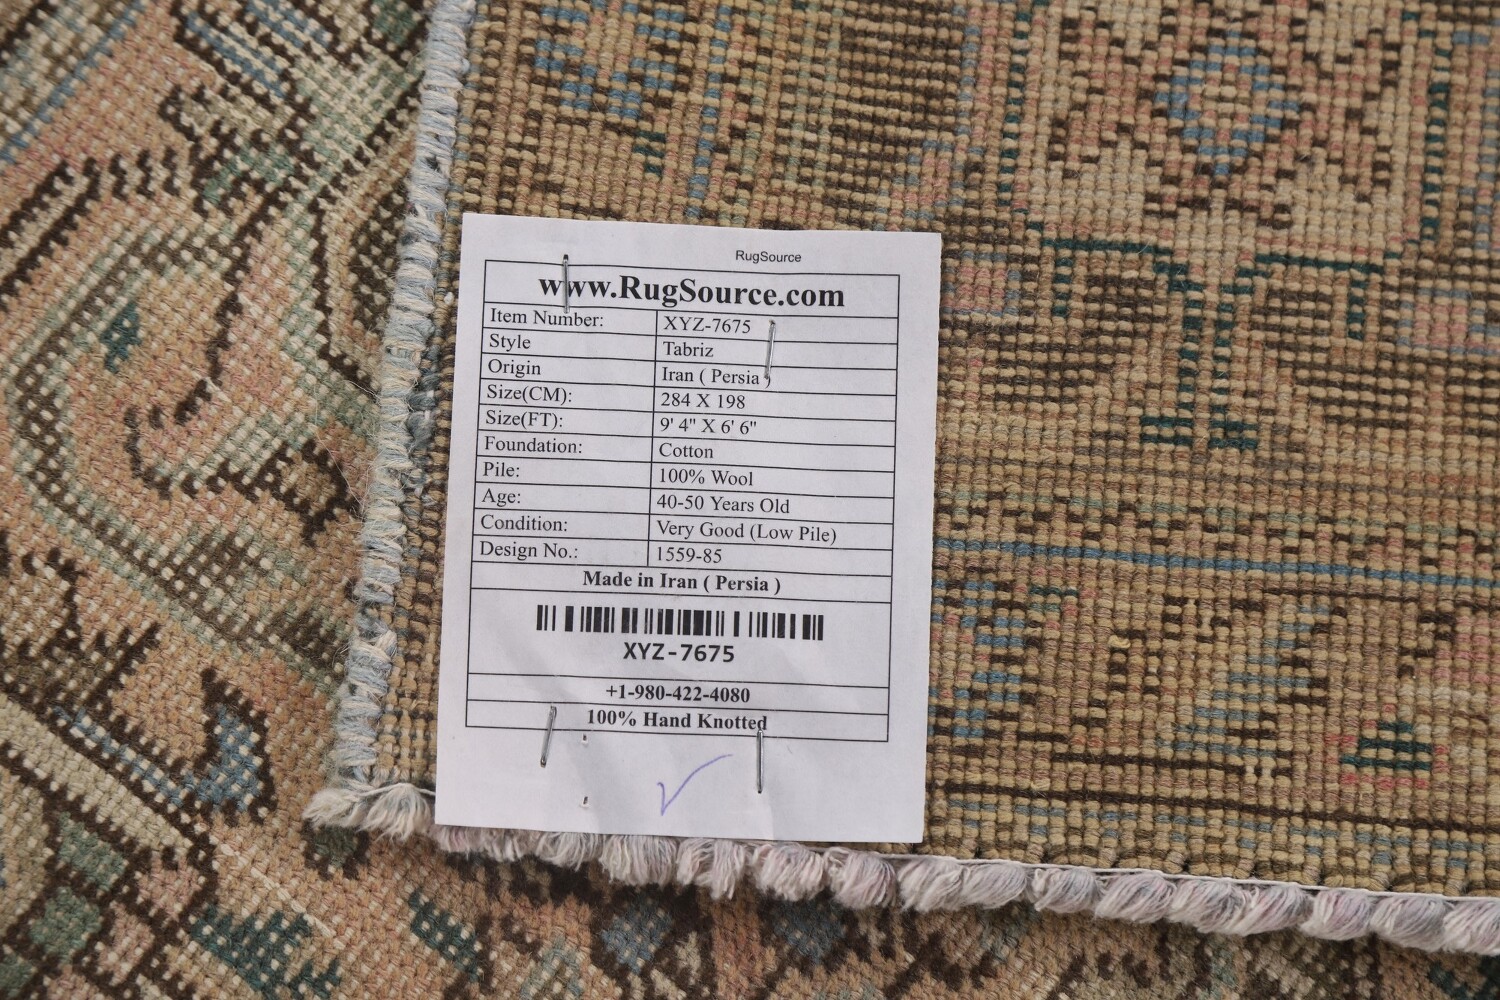 RugSource
www.RugSource.com
Item Number: XYZ-7675
Style Tabriz
Origin Iran ( Persia )
Size(CM): 284 X 198
Size(FT): 9' 4" X 6' 6"
Foundation: Cotton
Pile: 100% Wool
Age: 40-50 Years Old
Condition: Very Good (Low Pile)
Design No.: 1559-85
Made in Iran ( Persia )
XYZ-7675
+1-980-422-4080
100% Hand Knotted